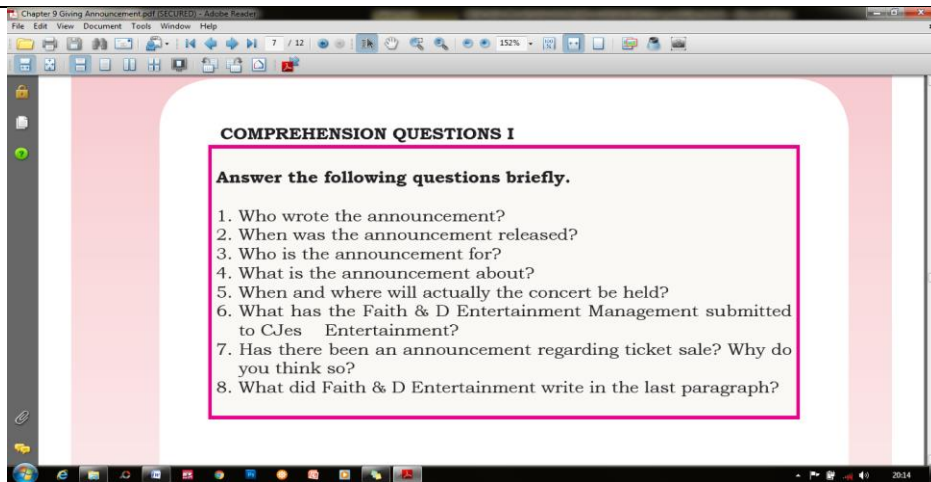 Chapter 9 Giving Announcement.pdf (SECURED) - Adobe Reader
File Edit View Document Tools Window Help
7 / 12 152%
COMPREHENSION QUESTIONS I
Answer the following questions briefly.
1. Who wrote the announcement?
2. When was the announcement released?
3. Who is the announcement for?
4. What is the announcement about?
5. When and where will actually the concert be held?
6. What has the Faith & D Entertainment Management submitted
to CJes Entertainment?
7. Has there been an announcement regarding ticket sale? Why do
you think so?
8. What did Faith & D Entertainment write in the last paragraph?
20:14